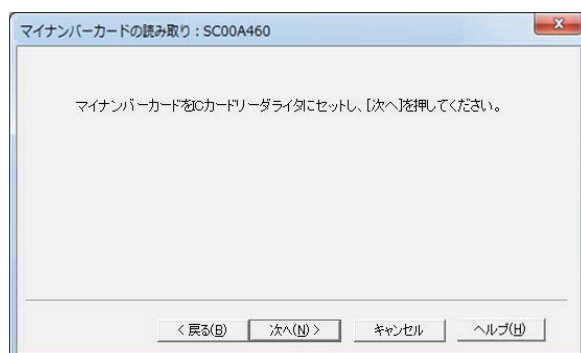 マイナンバーカードの読み取り：SC00A460
マイナンバーカードをICカードリーダライタにセットし、[次へ]を押してください。
< 戻る(B)
次へ(N) >
キャンセル
ヘルプ(H)